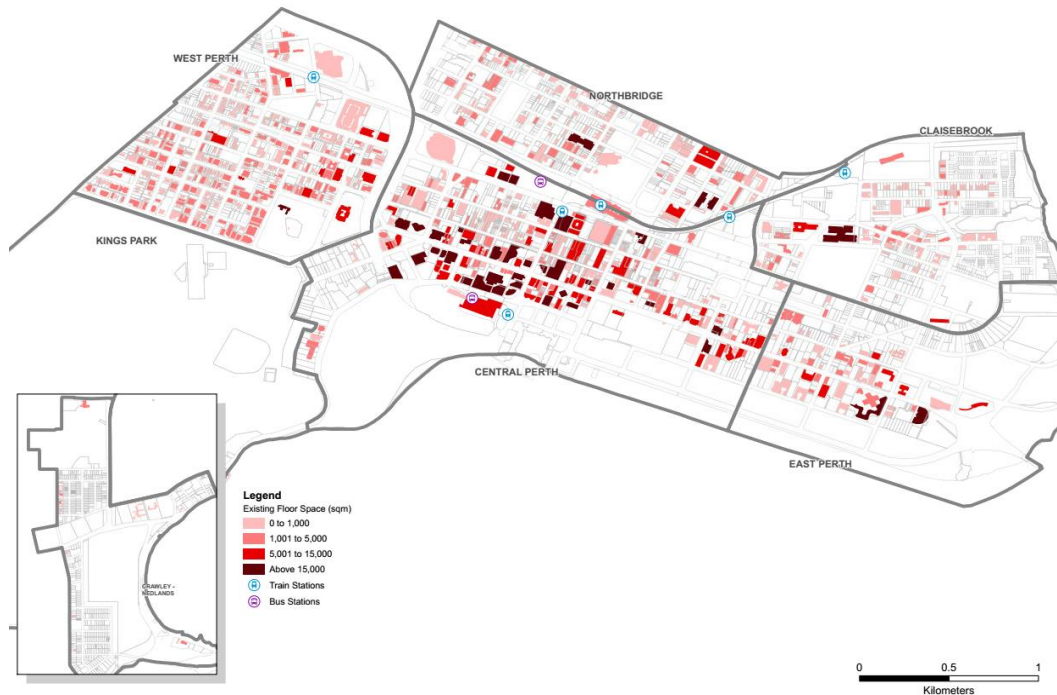 WEST PERTH
NORTHBRIDGE
CLAISEBROOK
KINGS PARK
CENTRAL PERTH
EAST PERTH
CRAWLEY -
NEDLANDS
Legend
Existing Floor Space (sqm)
0 to 1,000
1,001 to 5,000
5,001 to 15,000
Above 15,000
Train Stations
Bus Stations
0 0.5 1
Kilometers